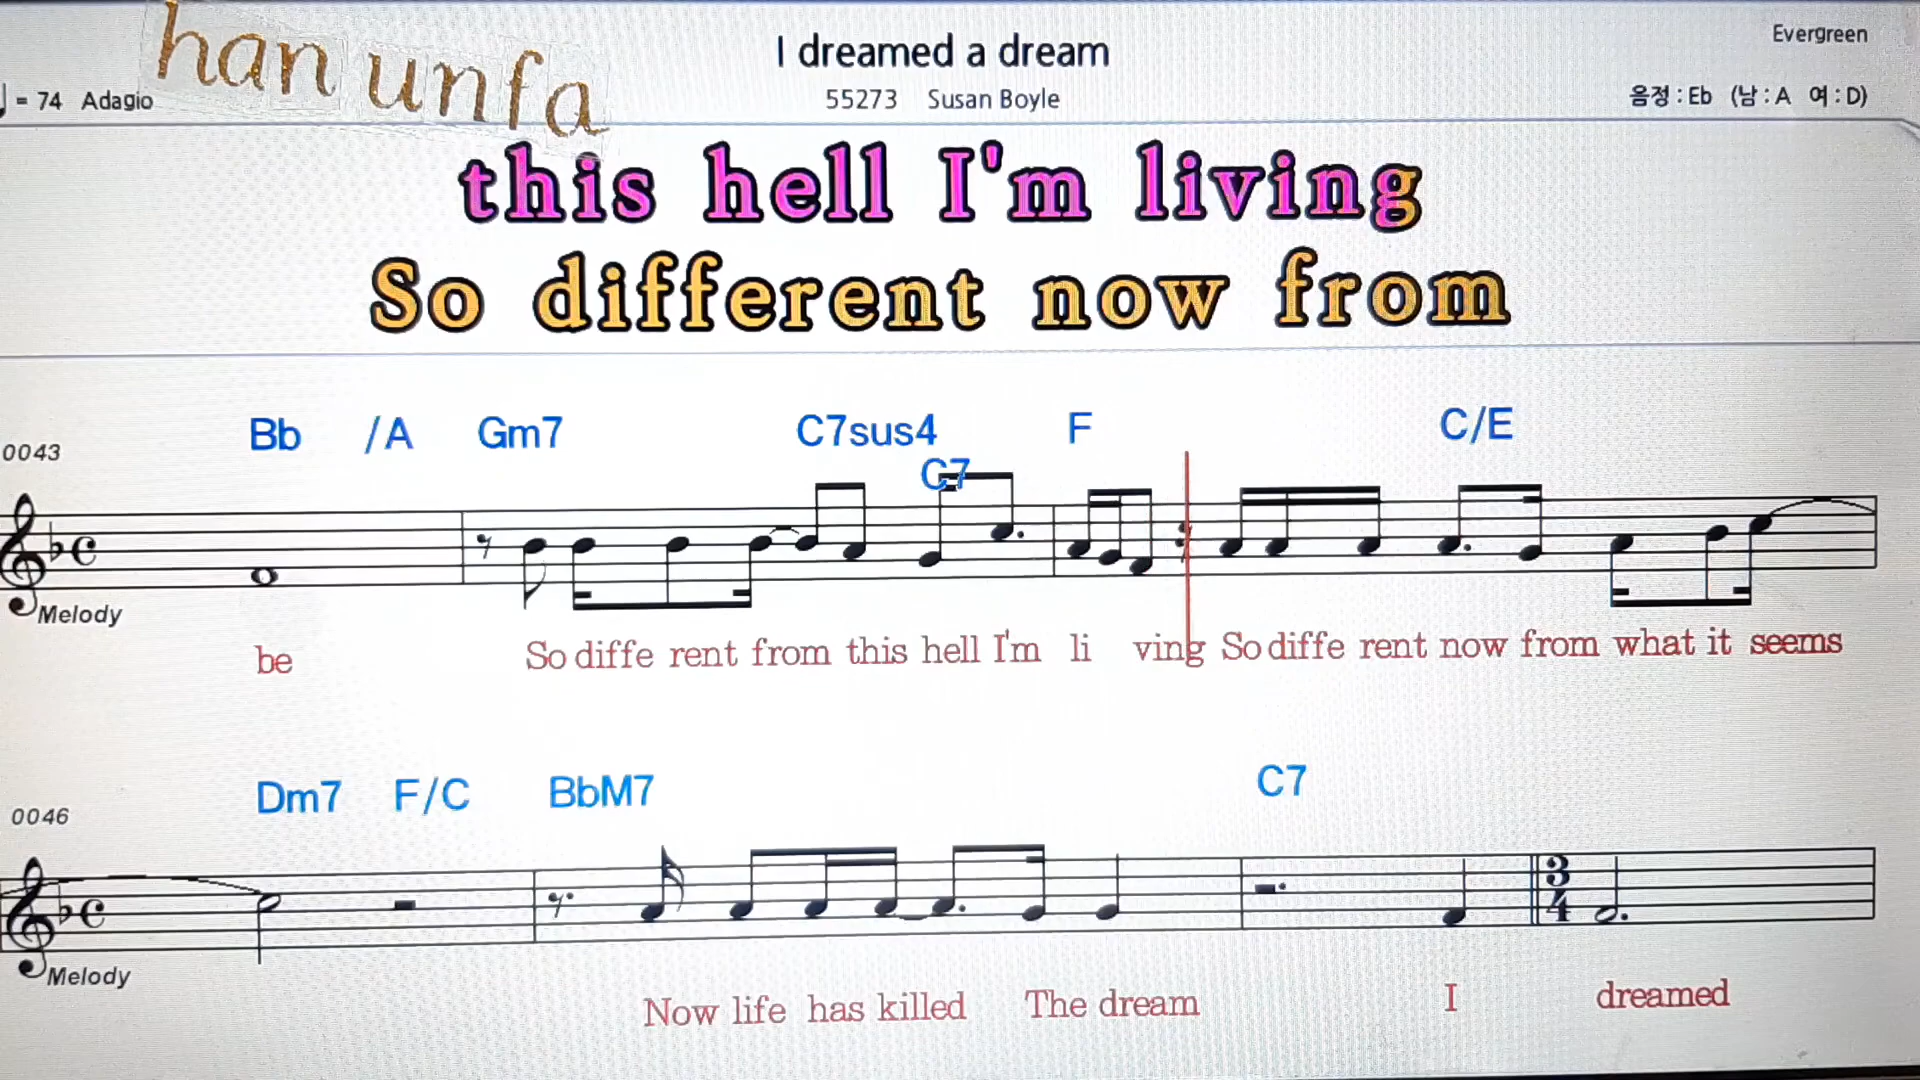 han unfa
I dreamed a dream
Evergreen
♩ = 74 Adagio
55273 Susan Boyle
음정 : Eb (남 : A 여 : D)
this hell I'm living
So different now from
Bb /A Gm7 C7sus4 C7 F C/E
0043
Melody
be So diffe rent from this hell I'm li ving So diffe rent now from what it seems
Dm7 F/C BbM7 C7
0046
3
4
Melody
Now life has killed The dream I dreamed